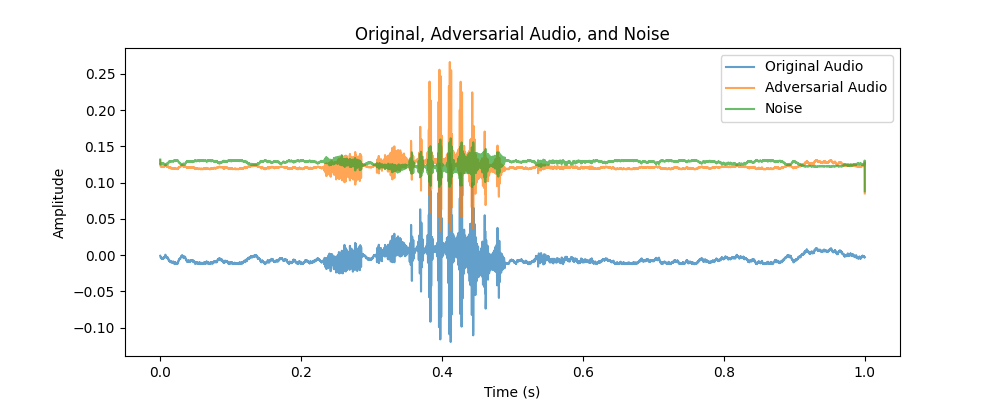 Original, Adversarial Audio, and Noise
Original Audio
Adversarial Audio
Noise
Amplitude
0.25
0.20
0.15
0.10
0.05
0.00
−0.05
−0.10
0.0 0.2 0.4 0.6 0.8 1.0
Time (s)